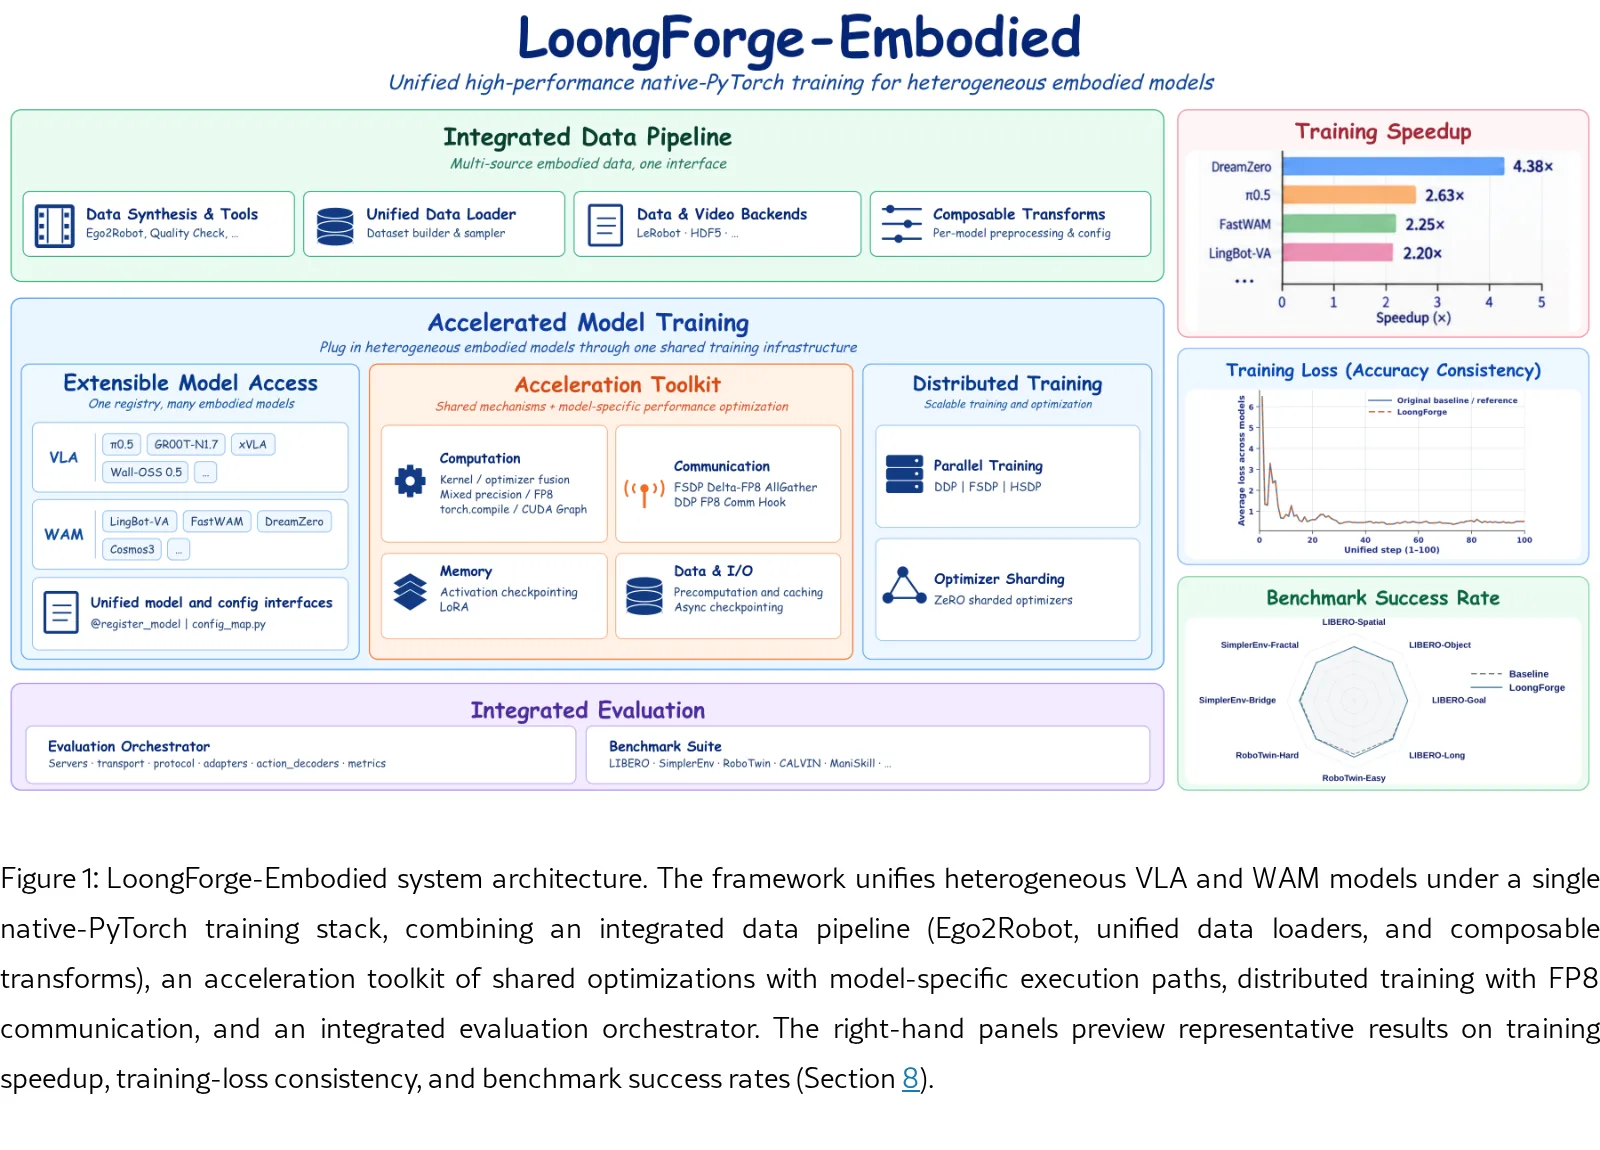 LoongForge-Embodied
Unified high-performance native-PyTorch training for heterogeneous embodied models
Integrated Data Pipeline
Multi-source embodied data, one interface
Data Synthesis & Tools
Ego2Robot, Quality Check, ...
Unified Data Loader
Dataset builder & sampler
Data & Video Backends
LeRobot · HDF5 · ...
Composable Transforms
Per-model preprocessing & config
Accelerated Model Training
Plug in heterogeneous embodied models through one shared training infrastructure
Extensible Model Access
One registry, many embodied models
VLA
π0.5
GR00T-N1.7
xVLA
Wall-OSS 0.5
...
WAM
LingBot-VA
FastWAM
DreamZero
Cosmos3
...
Unified model and config interfaces
@register_model | config_map.py
Acceleration Toolkit
Shared mechanisms + model-specific performance optimization
Computation
Kernel / optimizer fusion
Mixed precision / FP8
torch.compile / CUDA Graph
Communication
FSDP Delta-FP8 AllGather
DDP FP8 Comm Hook
Memory
Activation checkpointing
LoRA
Data & I/O
Precomputation and caching
Async checkpointing
Distributed Training
Scalable training and optimization
Parallel Training
DDP | FSDP | HSDP
Optimizer Sharding
ZeRO sharded optimizers
Integrated Evaluation
Evaluation Orchestrator
Servers · transport · protocol · adapters · action_decoders · metrics
Benchmark Suite
LIBERO · SimplerEnv · RoboTwin · CALVIN · ManiSkill · ...
Training Speedup
DreamZero
4.38×
π0.5
2.63×
FastWAM
2.25×
LingBot-VA
2.20×
...
0 1 2 3 4 5
Speedup (×)
Training Loss (Accuracy Consistency)
Average loss across models
6
5
4
3
2
1
Original baseline / reference
LoongForge
0 20 40 60 80 100
Unified step (1–100)
Benchmark Success Rate
LIBERO-Spatial
SimplerEnv-Fractal
LIBERO-Object
Baseline
LoongForge
SimplerEnv-Bridge
LIBERO-Goal
RoboTwin-Hard
LIBERO-Long
RoboTwin-Easy
Figure 1: LoongForge-Embodied system architecture. The framework unifies heterogeneous VLA and WAM models under a single
native-PyTorch training stack, combining an integrated data pipeline (Ego2Robot, unified data loaders, and composable
transforms), an acceleration toolkit of shared optimizations with model-specific execution paths, distributed training with FP8
communication, and an integrated evaluation orchestrator. The right-hand panels preview representative results on training
speedup, training-loss consistency, and benchmark success rates (Section 8).